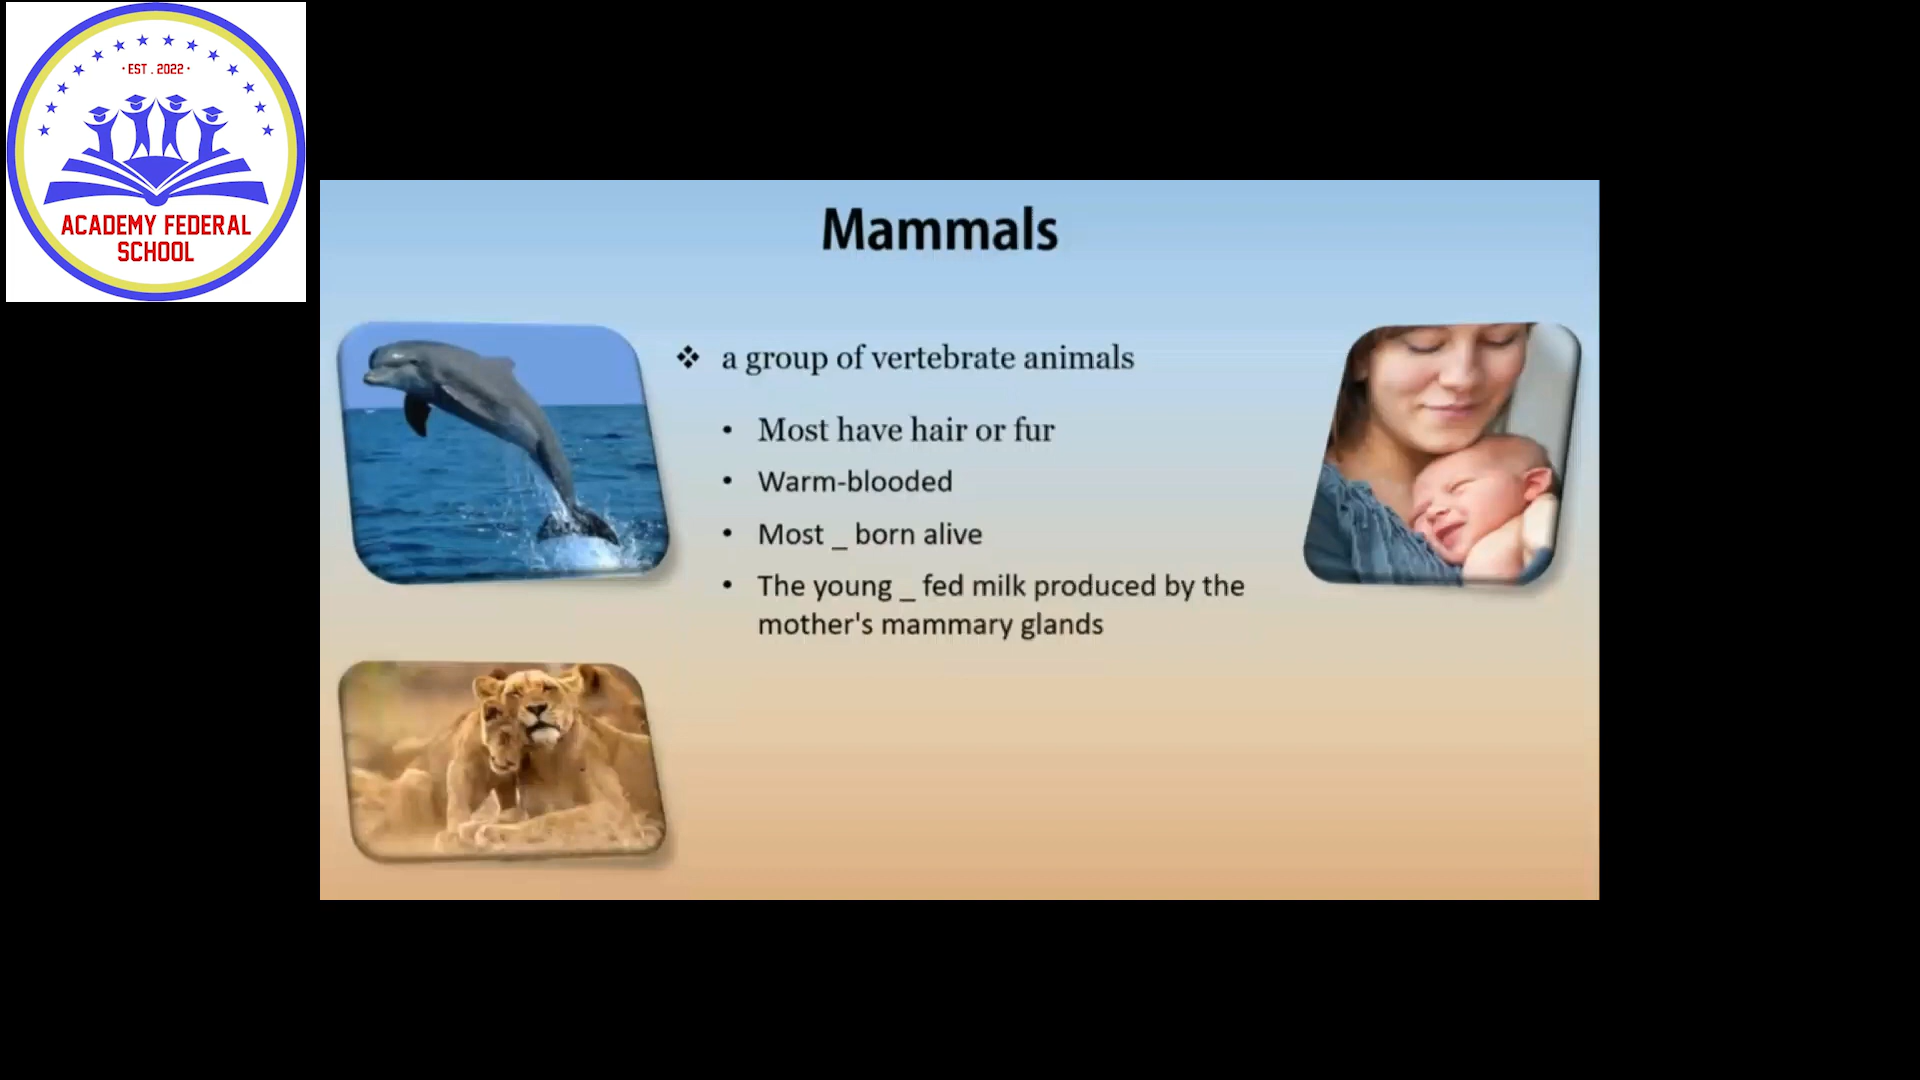 · EST . 2022 ·
ACADEMY FEDERAL
SCHOOL
Mammals
❖ a group of vertebrate animals
• Most have hair or fur
• Warm-blooded
• Most _ born alive
• The young _ fed milk produced by the
mother's mammary glands